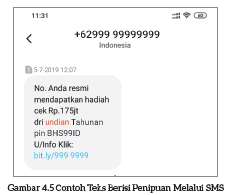 11:31
+62999 99999999
Indonesia
1 5-7-2019 12:07
No. Anda resmi
mendapatkan hadiah
cek Rp.175jt
dri undian Tahunan
pin BHS99ID
U/Info Klik:
bit.ly/999 9999
Gambar 4.5 Contoh Teks Berisi Penipuan Melalui SMS